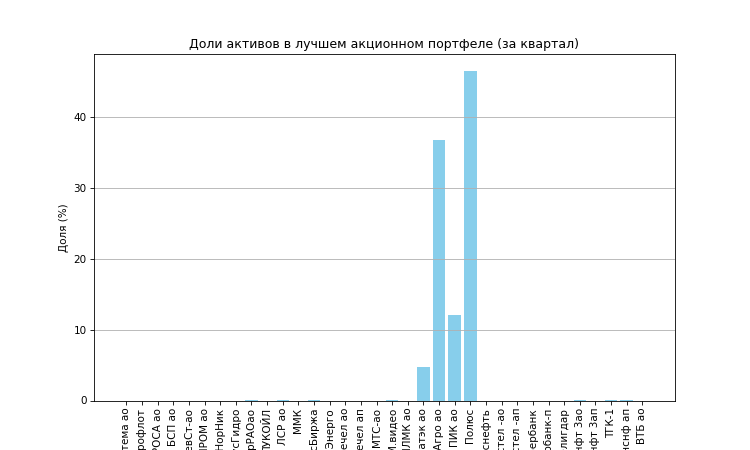 Доли активов в лучшем акционном портфеле (за квартал)
Доля (%)
40
30
20
10
0
тема ао
рофлот
РОСА ао
БСП ао
евСт-ао
ПРОМ ао
НорНик
сГидро
рРАОао
УКОЙЛ
ЛСР ао
ММК
сБиржа
Энерго
ечел ао
ечел ап
МТС-ао
М.видео
ЛМК ао
атэк ао
Агро ао
ПИК ао
Полюс
снефть
стел -ао
стел -ап
ербанк
рбанк-п
лигдар
нфт 3ао
нфт 3ап
ТГК-1
нснф ап
ВТБ ао